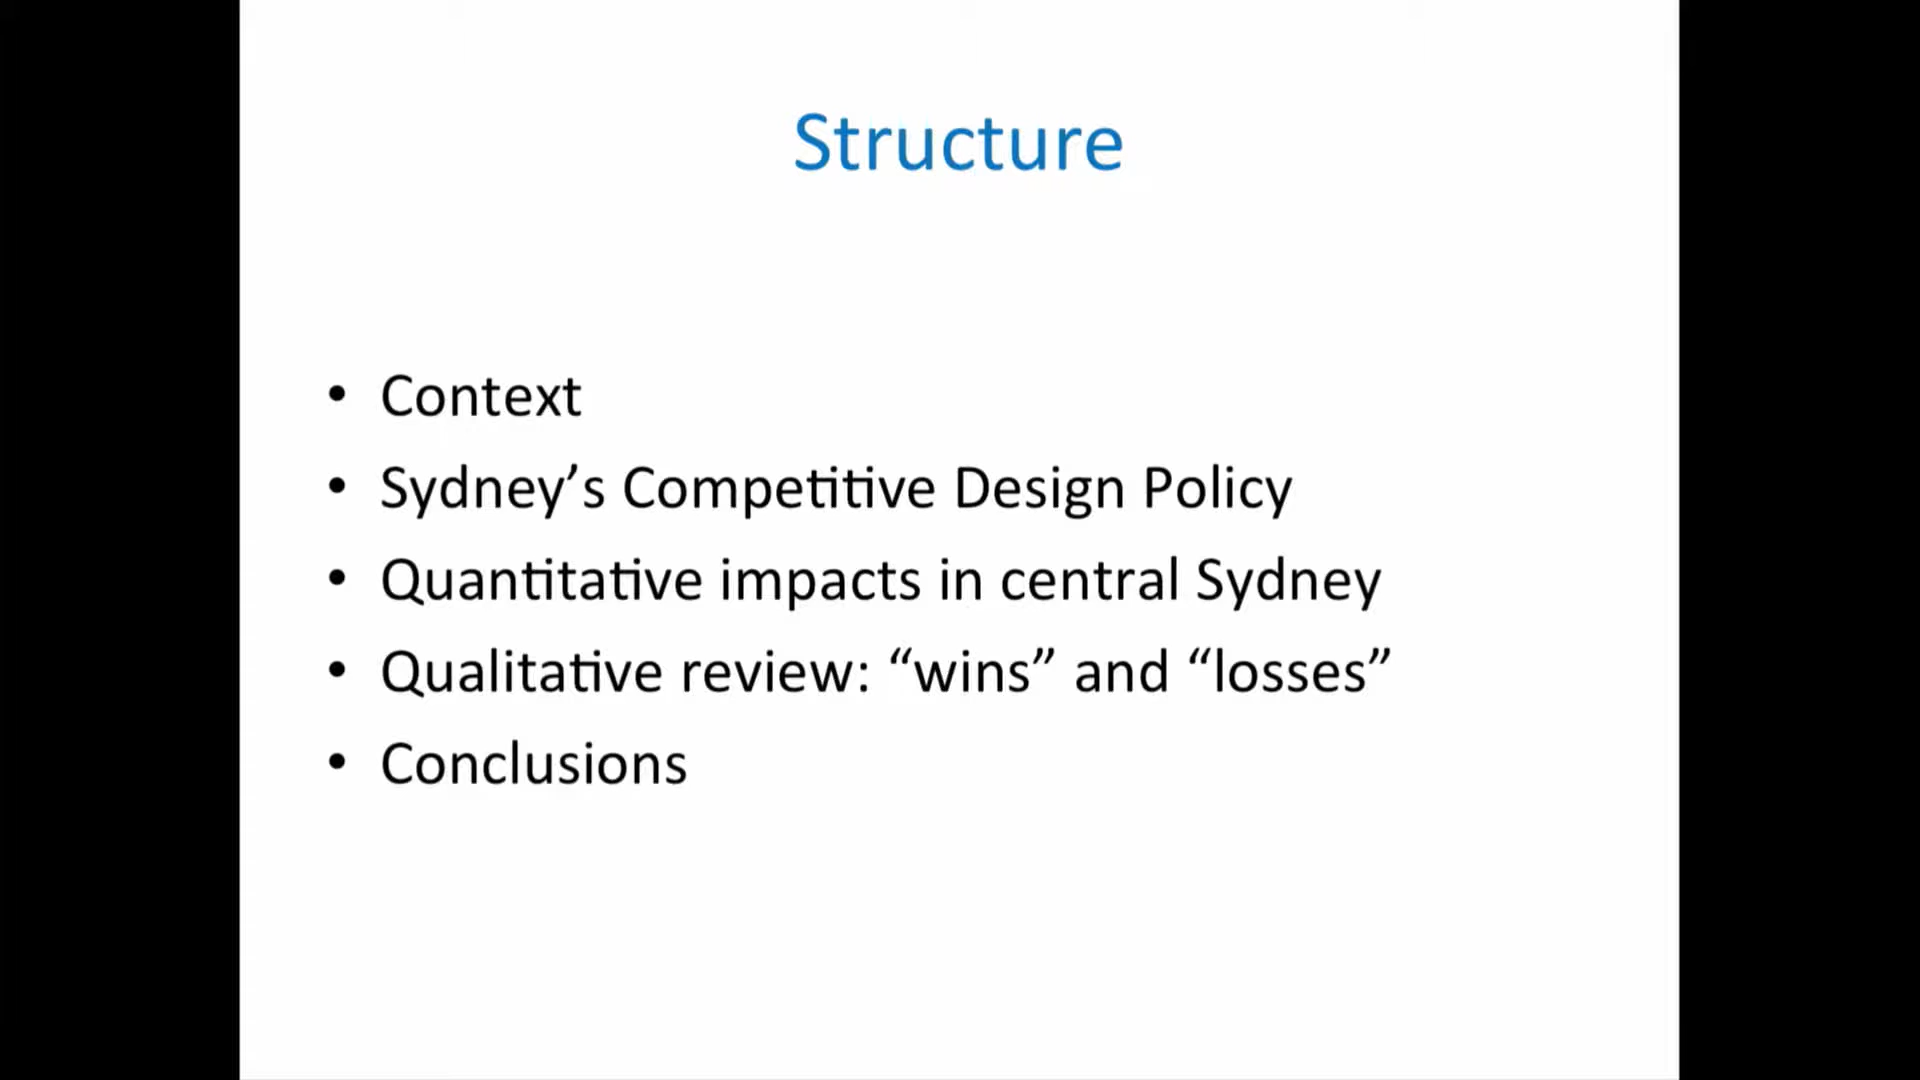 Structure
• Context
• Sydney’s Competitive Design Policy
• Quantitative impacts in central Sydney
• Qualitative review: “wins” and “losses”
• Conclusions